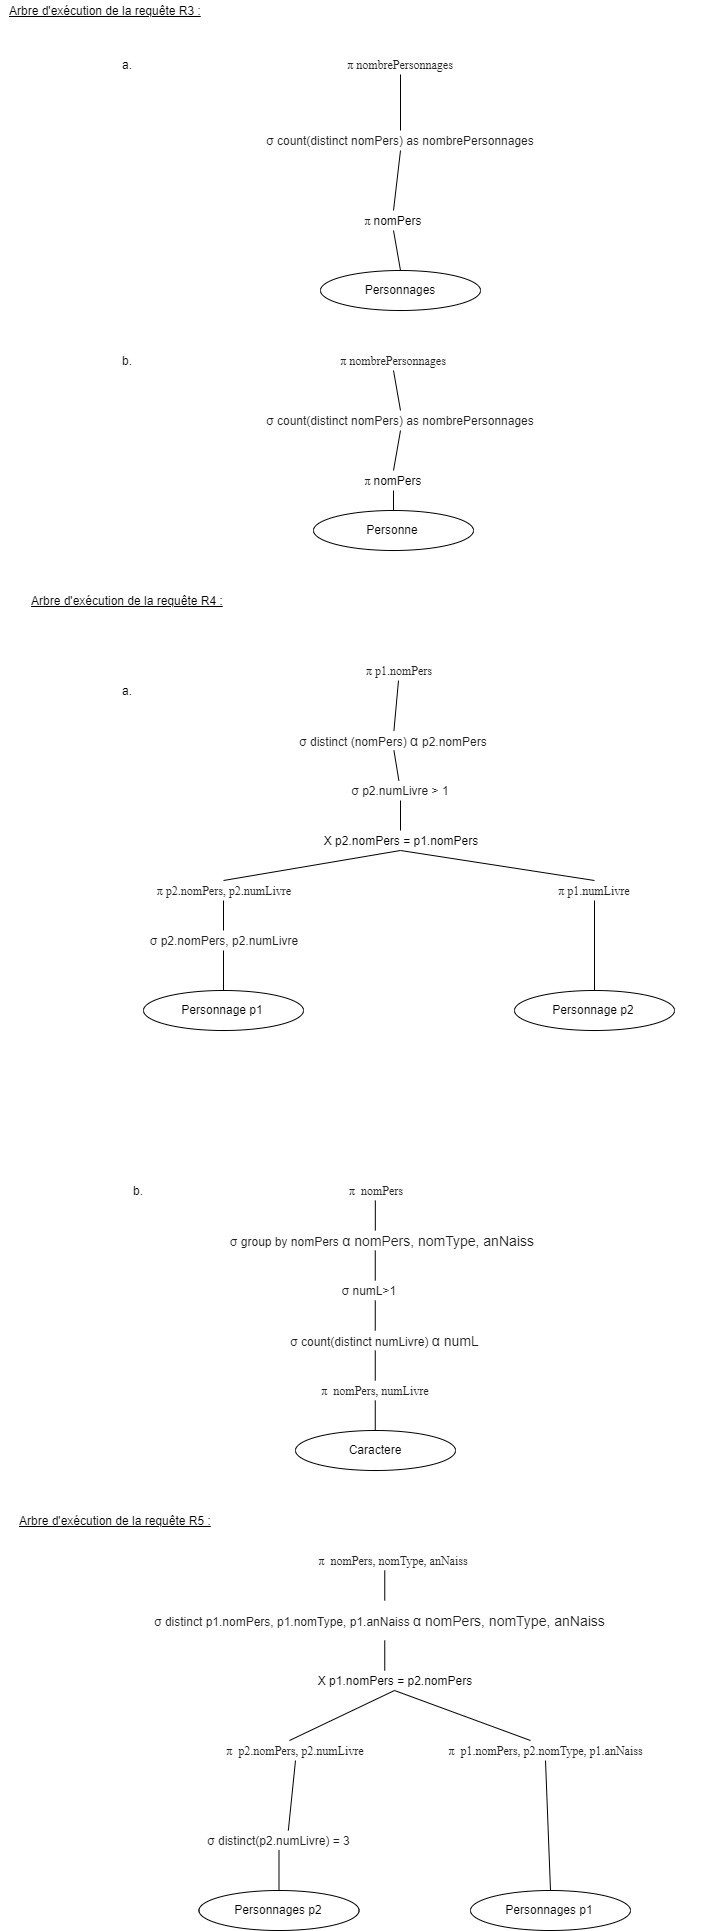 Arbre d'exécution de la requête R3 :
a.
π nombrePersonnages
σ count(distinct nomPers) as nombrePersonnages
π nomPers
Personnages
b.
π nombrePersonnages
σ count(distinct nomPers) as nombrePersonnages
π nomPers
Personne
Arbre d'exécution de la requête R4 :
a.
π p1.nomPers
σ distinct (nomPers) α p2.nomPers
σ p2.numLivre > 1
X p2.nomPers = p1.nomPers
π p2.nomPers, p2.numLivre
π p1.numLivre
σ p2.nomPers, p2.numLivre
Personnage p1
Personnage p2
b.
π nomPers
σ group by nomPers α nomPers, nomType, anNaiss
σ numL>1
σ count(distinct numLivre) α numL
π nomPers, numLivre
Caractere
Arbre d'exécution de la requête R5 :
π nomPers, nomType, anNaiss
σ distinct p1.nomPers, p1.nomType, p1.anNaiss α nomPers, nomType, anNaiss
X p1.nomPers = p2.nomPers
π p2.nomPers, p2.numLivre
π p1.nomPers, p2.nomType, p1.anNaiss
σ distinct(p2.numLivre) = 3
Personnages p2
Personnages p1